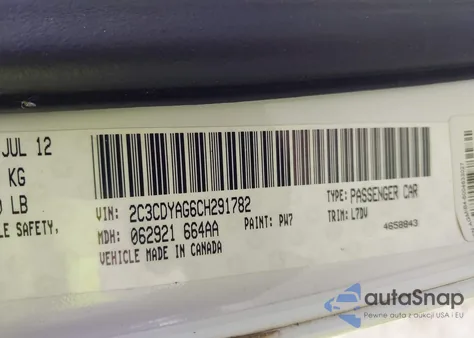 JUL 12
KG
LB
LE SAFETY,
VIN: 2C3CDYAG6CH291782
TYPE: PASSENGER CAR
MDH: 062921 664AA
PAINT: PW7
TRIM: L7DV
VEHICLE MADE IN CANADA
4658843
autoSnap
Pewne auta z aukcji USA i EU